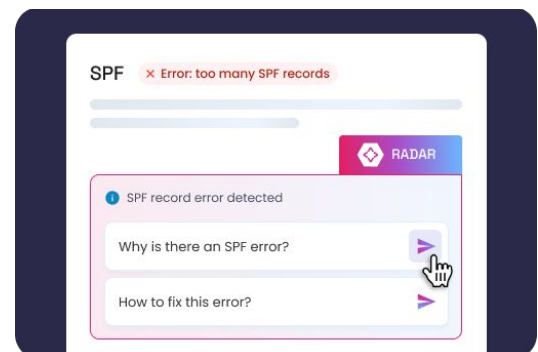 SPF × Error: too many SPF records
RADAR
SPF record error detected
Why is there an SPF error?
How to fix this error?